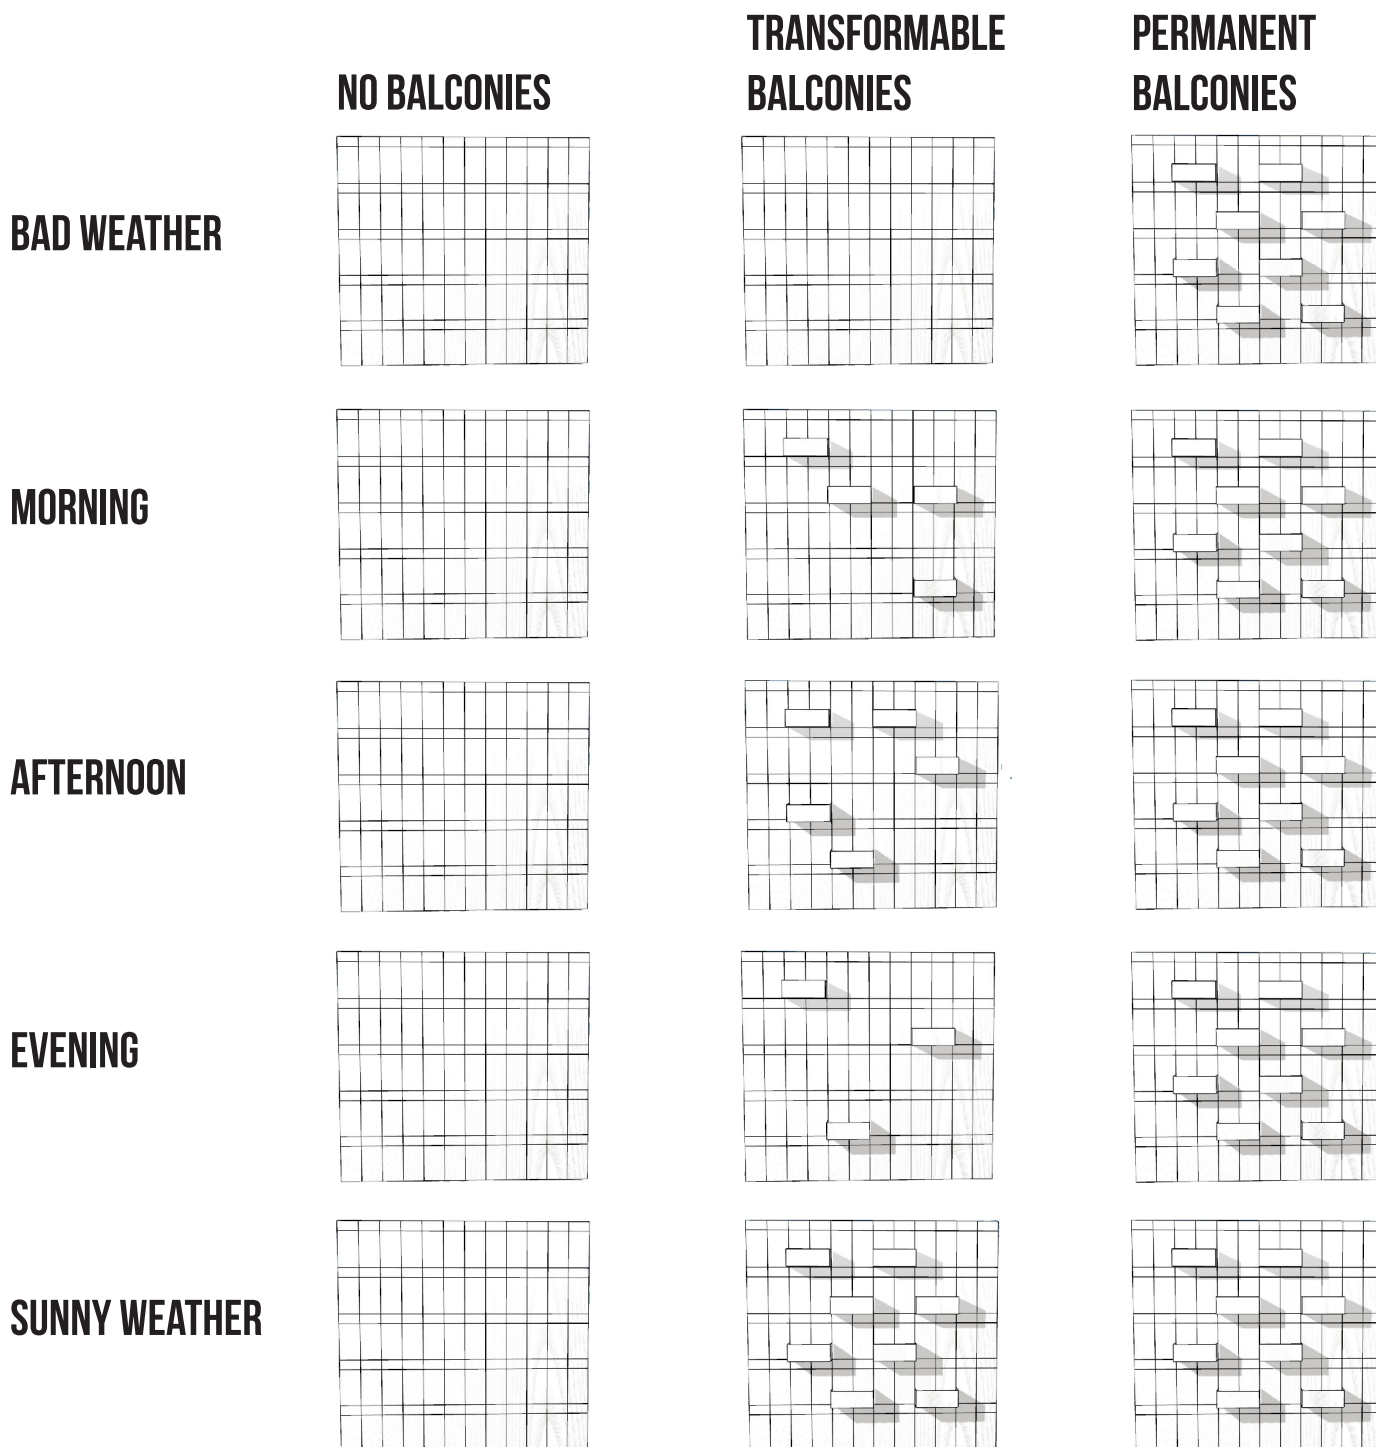 NO BALCONIES
TRANSFORMABLE
BALCONIES
PERMANENT
BALCONIES
BAD WEATHER
MORNING
AFTERNOON
EVENING
SUNNY WEATHER